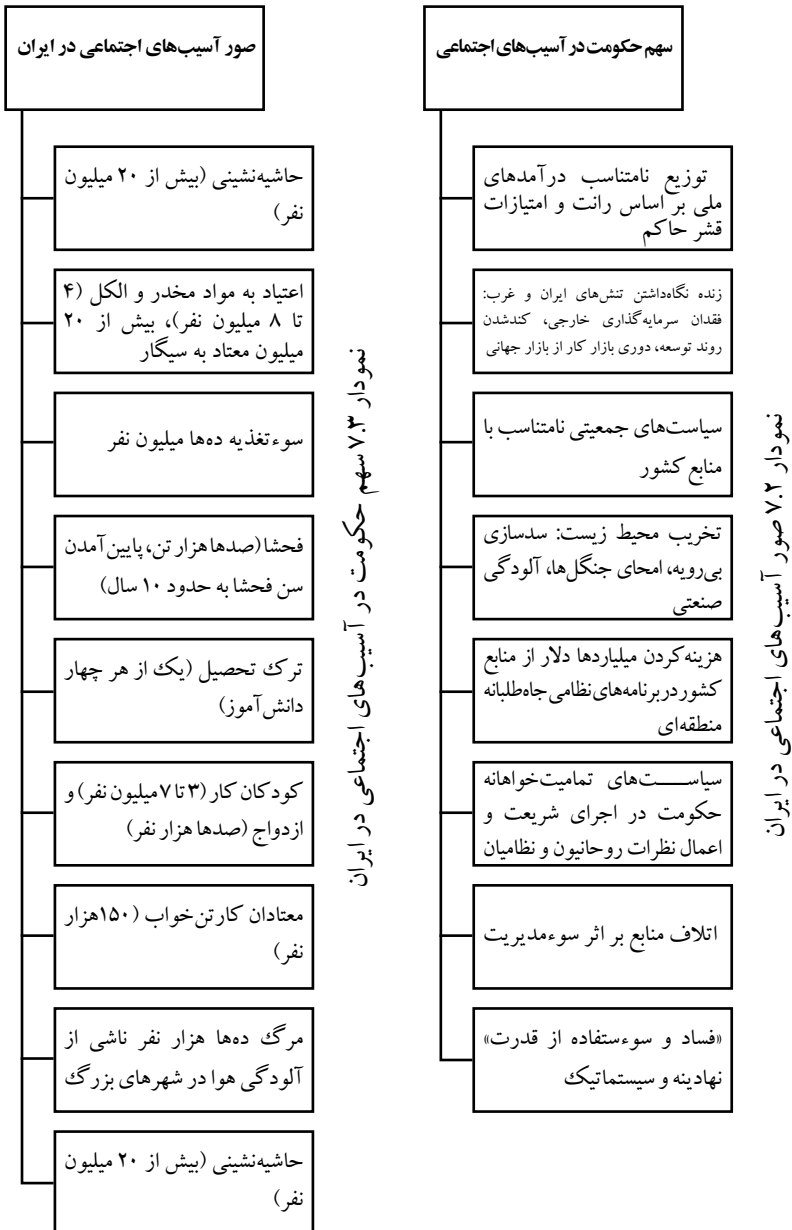 سهم حکومت در آسیب‌های اجتماعی
توزیع نامتناسب درآمدهای
ملی بر اساس رانت و امتیازات
قشر حاکم
زنده نگاه‌داشتن تنش‌های ایران و غرب:
فقدان سرمایه‌گذاری خارجی، کندشدن
روند توسعه، دوری بازار کار از بازار جهانی
سیاست‌های جمعیتی نامتناسب با
منابع کشور
تخریب محیط زیست: سدسازی
بی‌رویه، امحای جنگل‌ها، آلودگی
صنعتی
هزینه‌کردن میلیاردها دلار از منابع
کشور در برنامه‌های نظامی جاه‌طلبانه
منطقه‌ای
سیاست‌های تمامیت‌خواهانه
حکومت در اجرای شریعت و
اعمال نظرات روحانیون و نظامیان
اتلاف منابع بر اثر سوءمدیریت
«فساد و سوءستفاده از قدرت»
نهادینه و سیستماتیک
نمودار ۷.۲ صور آسیب‌های اجتماعی در ایران
صور آسیب‌های اجتماعی در ایران
حاشیه‌نشینی (بیش از ۲۰ میلیون
نفر)
اعتیاد به مواد مخدر و الکل (۴
تا ۸ میلیون نفر)، بیش از ۲۰
میلیون معتاد به سیگار
سوءتغذیه ده‌ها میلیون نفر
فحشا (صدها هزار تن، پایین آمدن
سن فحشا به حدود ۱۰ سال)
ترک تحصیل (یک از هر چهار
دانش‌آموز)
کودکان کار (۳ تا ۷ میلیون نفر) و
ازدواج (صدها هزار نفر)
معتادان کارتن‌خواب (۱۵۰هزار
نفر)
مرگ ده‌ها هزار نفر ناشی از
آلودگی هوا در شهرهای بزرگ
حاشیه‌نشینی (بیش از ۲۰ میلیون
نفر)
نمودار ۷.۳ سهم حکومت در آسیب‌های اجتماعی در ایران